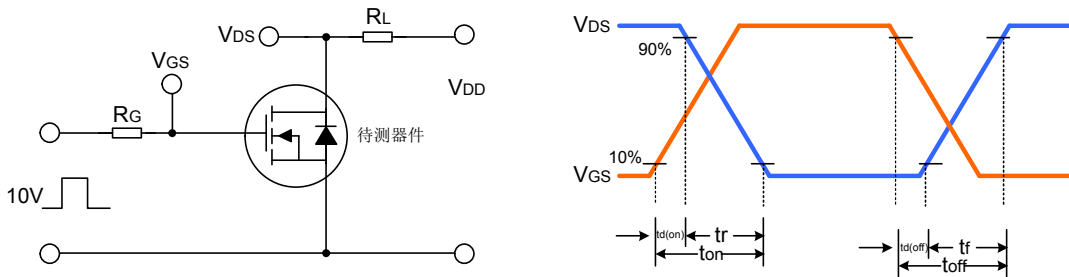 VDS
RL
VGS
VDD
RG
待测器件
10V
VDS
90%
10%
VGS
td(on)
tr
ton
td(off)
tf
toff